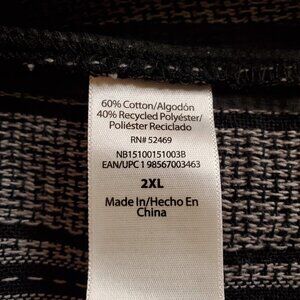 60% Cotton/Algodón
40% Recycled Polyester/
Poliéster Reciclado
RN# 52469
NB15100151003B
EAN/UPC 1 98567003463
2XL
Made In/Hecho En
China